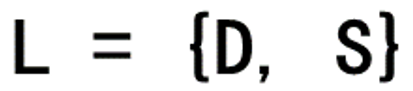 L = {D, S}